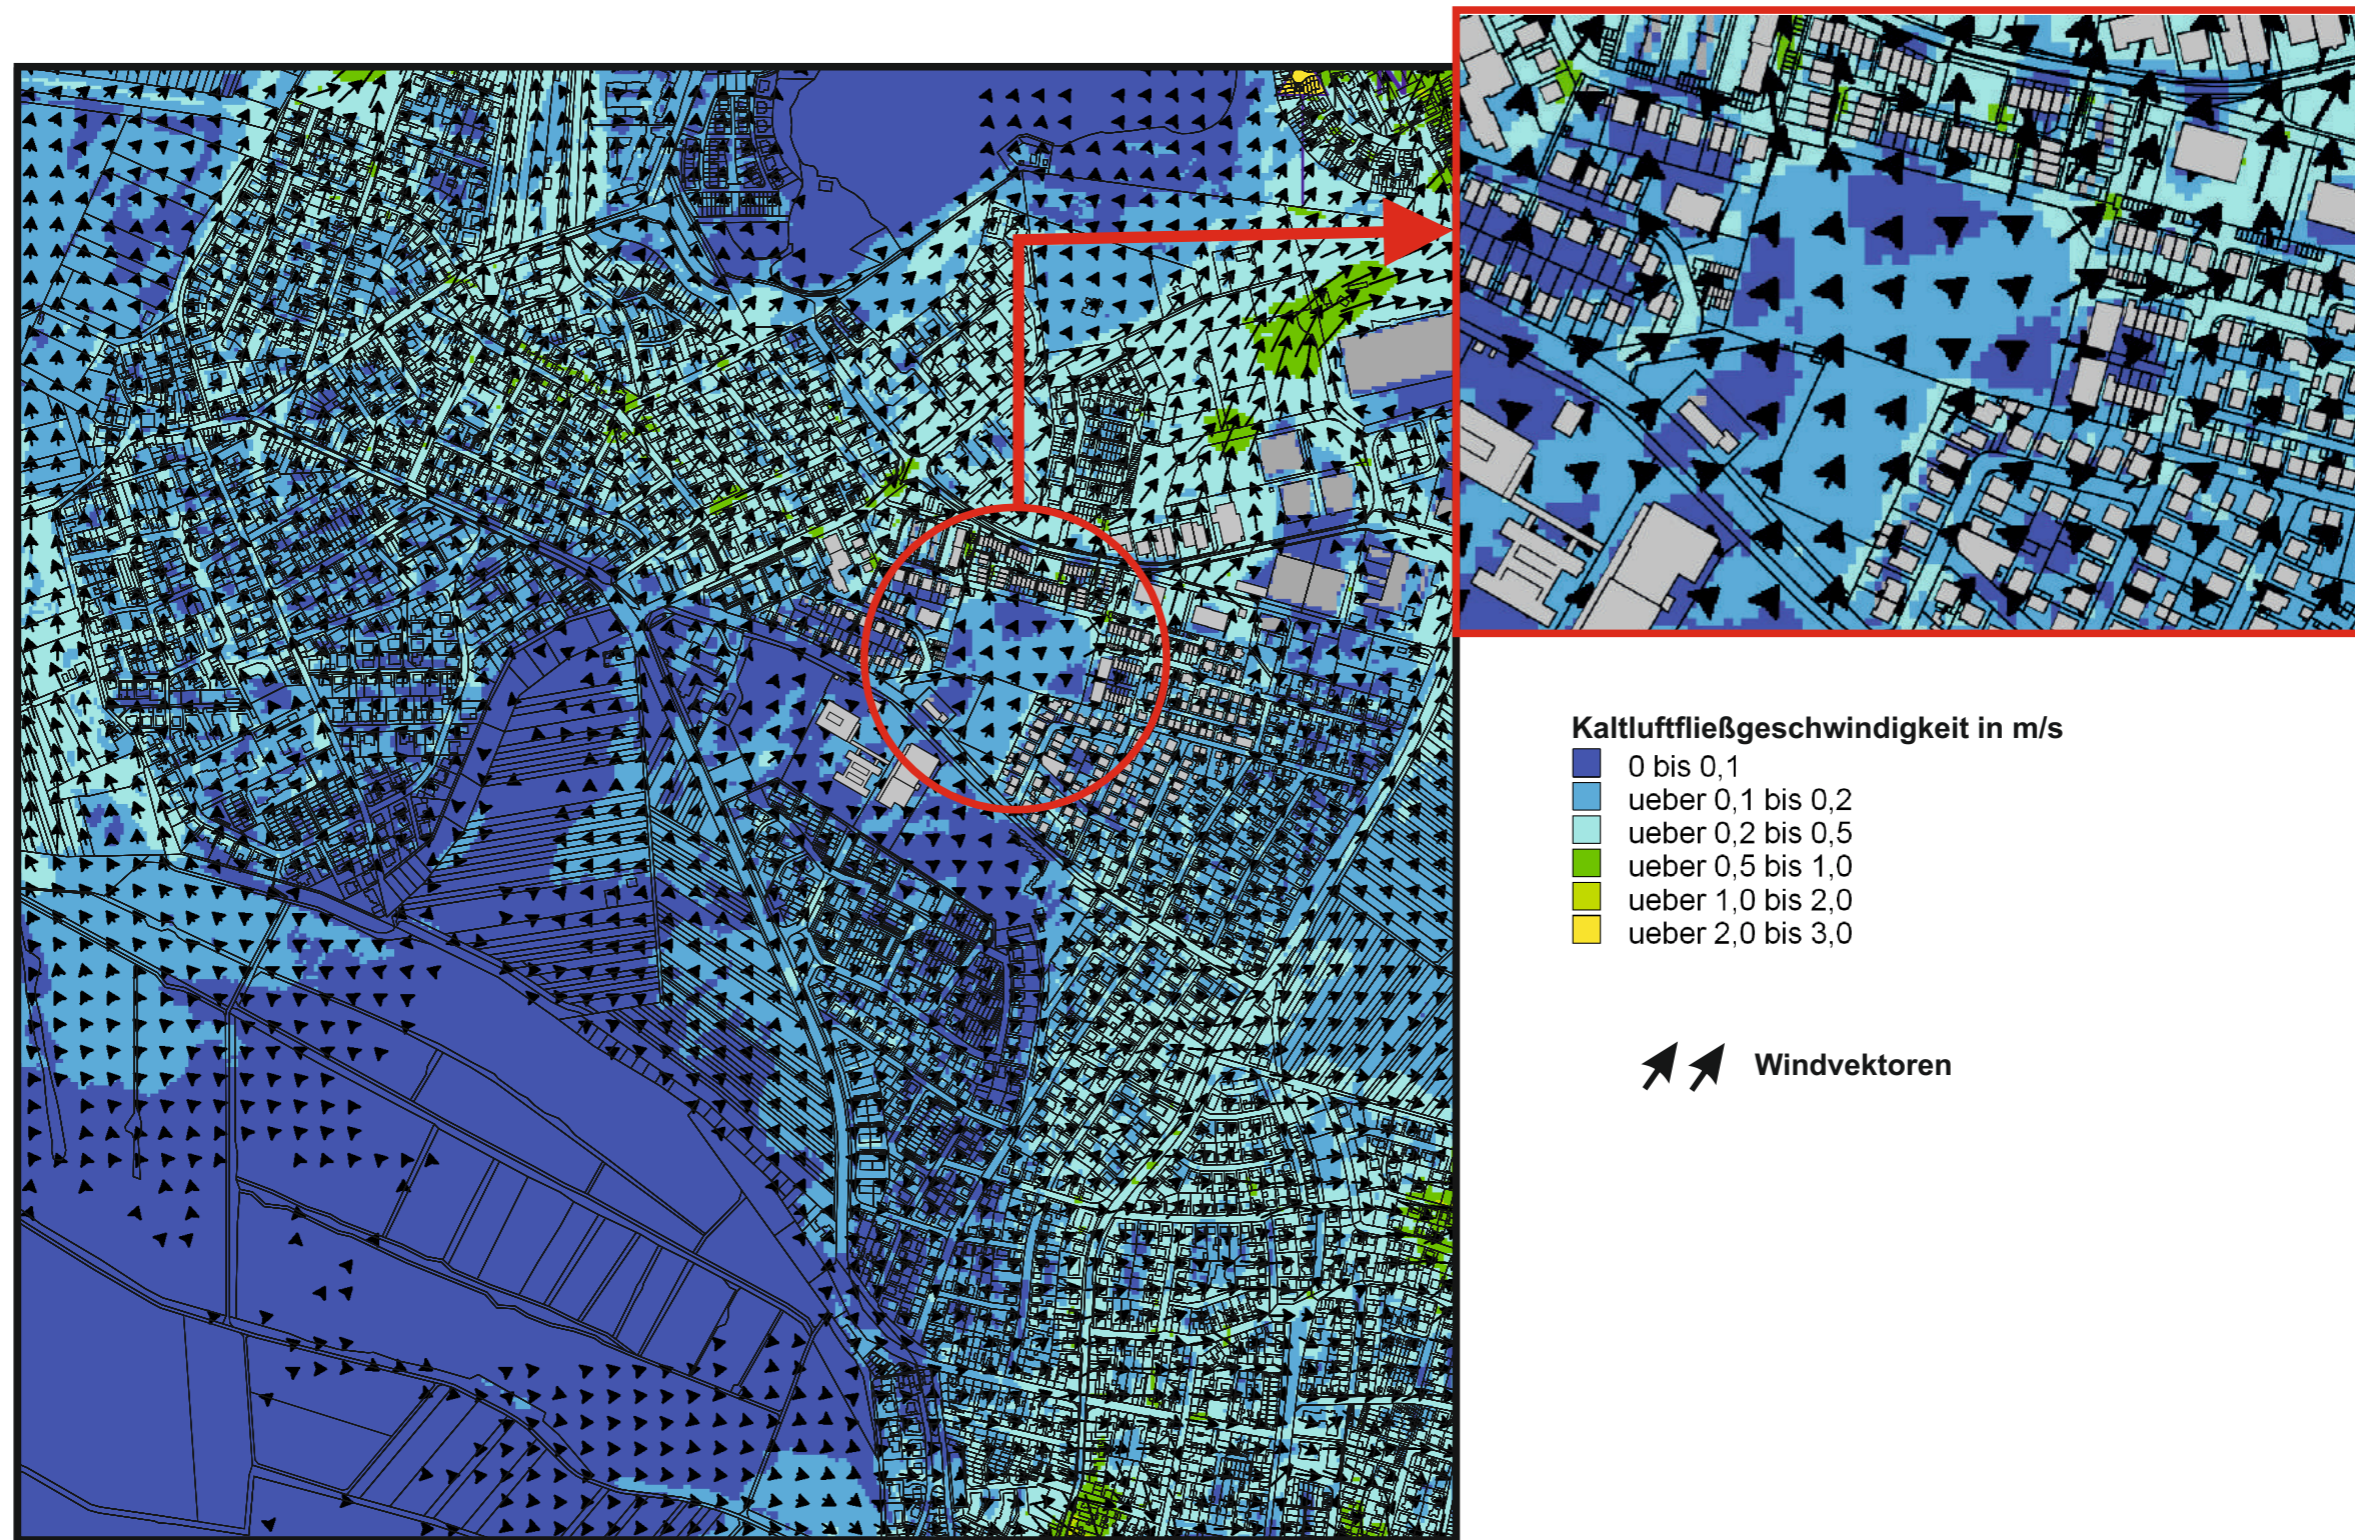 Kaltluftfließgeschwindigkeit in m/s
0 bis 0,1
ueber 0,1 bis 0,2
ueber 0,2 bis 0,5
ueber 0,5 bis 1,0
ueber 1,0 bis 2,0
ueber 2,0 bis 3,0
Windvektoren